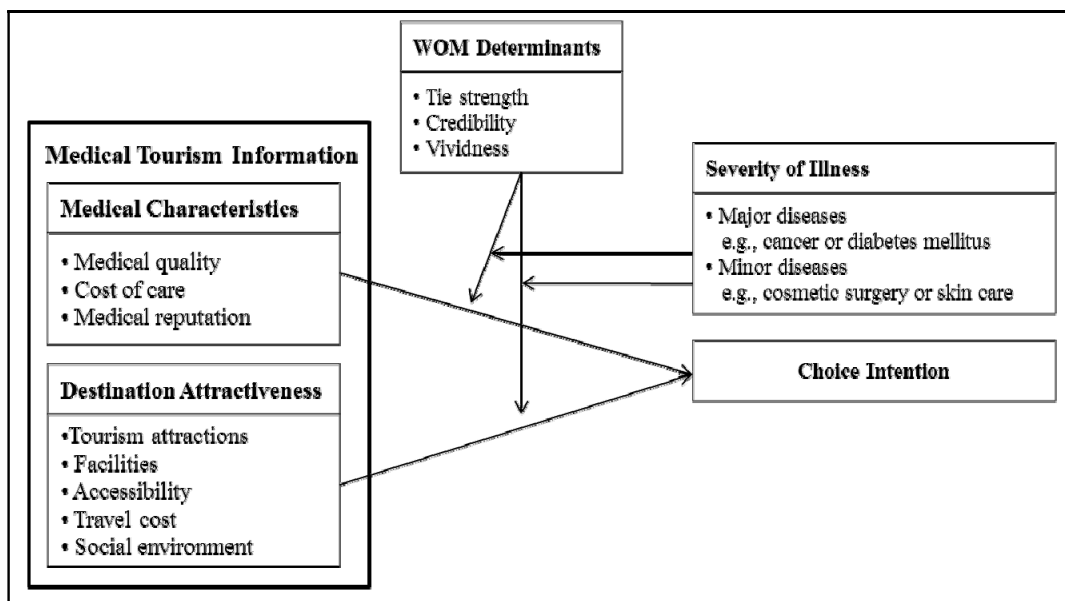 WOM Determinants
• Tie strength
• Credibility
• Vividness
Medical Tourism Information
Medical Characteristics
• Medical quality
• Cost of care
• Medical reputation
Destination Attractiveness
•Tourism attractions
• Facilities
• Accessibility
• Travel cost
• Social environment
Severity of Illness
• Major diseases
e.g., cancer or diabetes mellitus
• Minor diseases
e.g., cosmetic surgery or skin care
Choice Intention